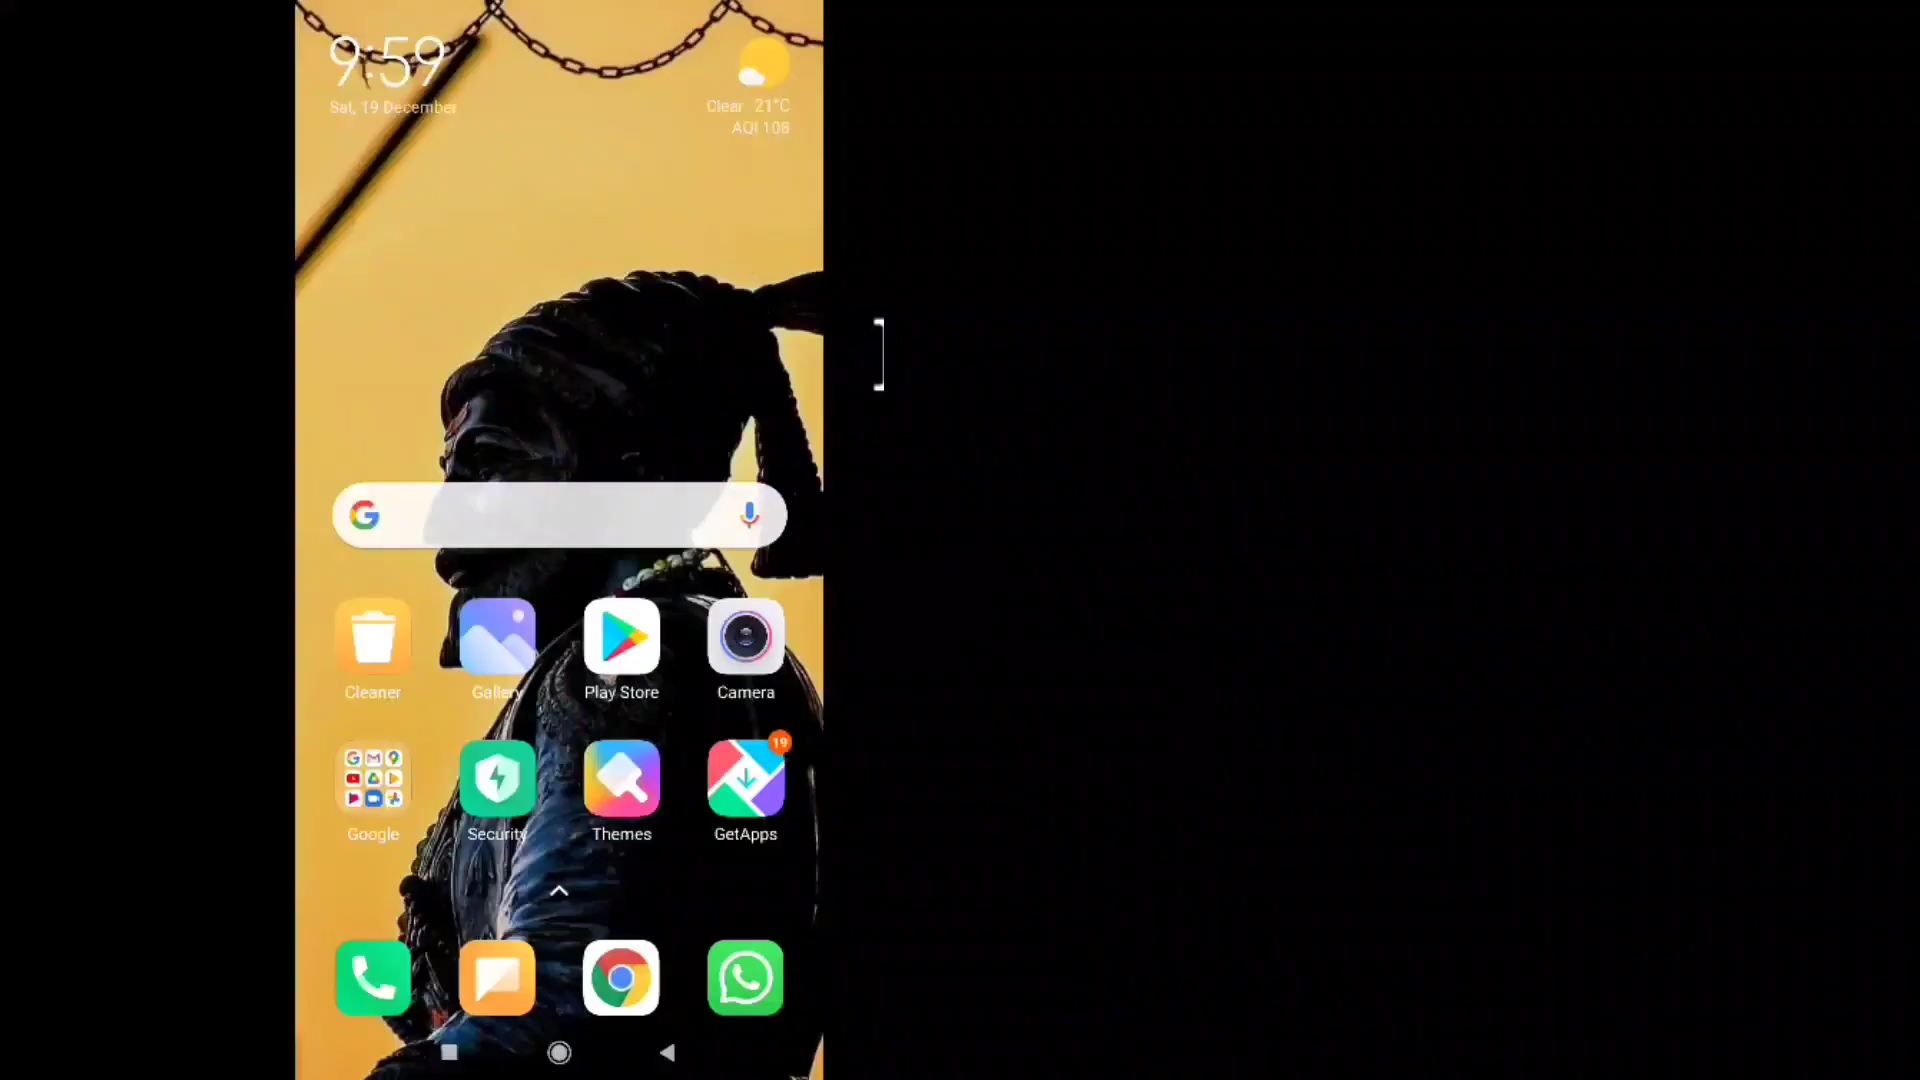 9:59
Sat, 19 December
Clear 21°C
AQI 108
Cleaner
Gallery
Play Store
Camera
19
Google
Security
Themes
GetApps